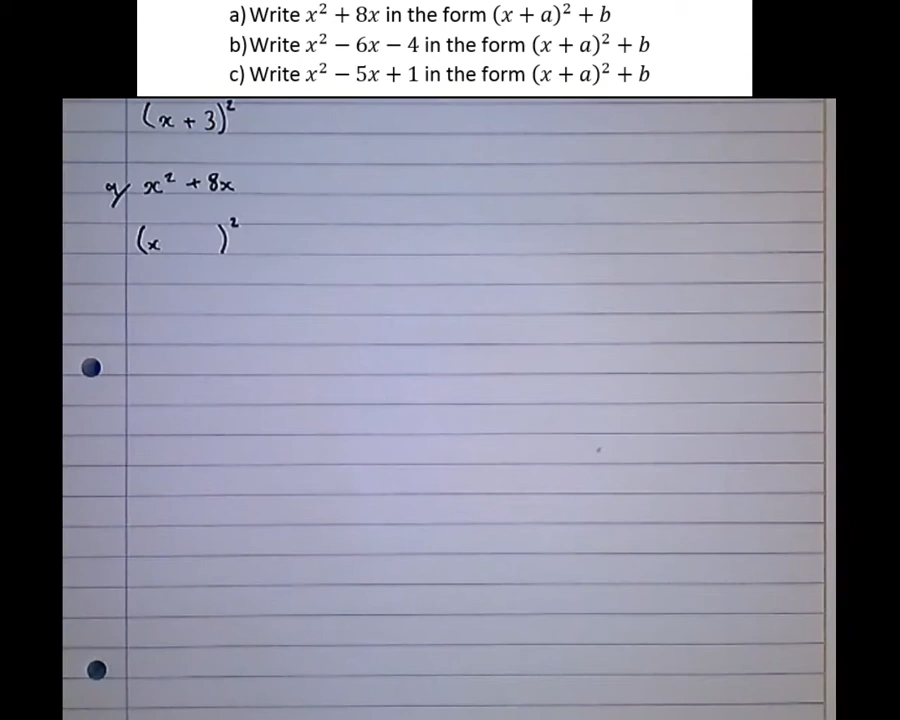 a) Write x² + 8x in the form (x + a)² + b
b) Write x² − 6x − 4 in the form (x + a)² + b
c) Write x² − 5x + 1 in the form (x + a)² + b
(x + 3)²
a/ x² + 8x
(x )²